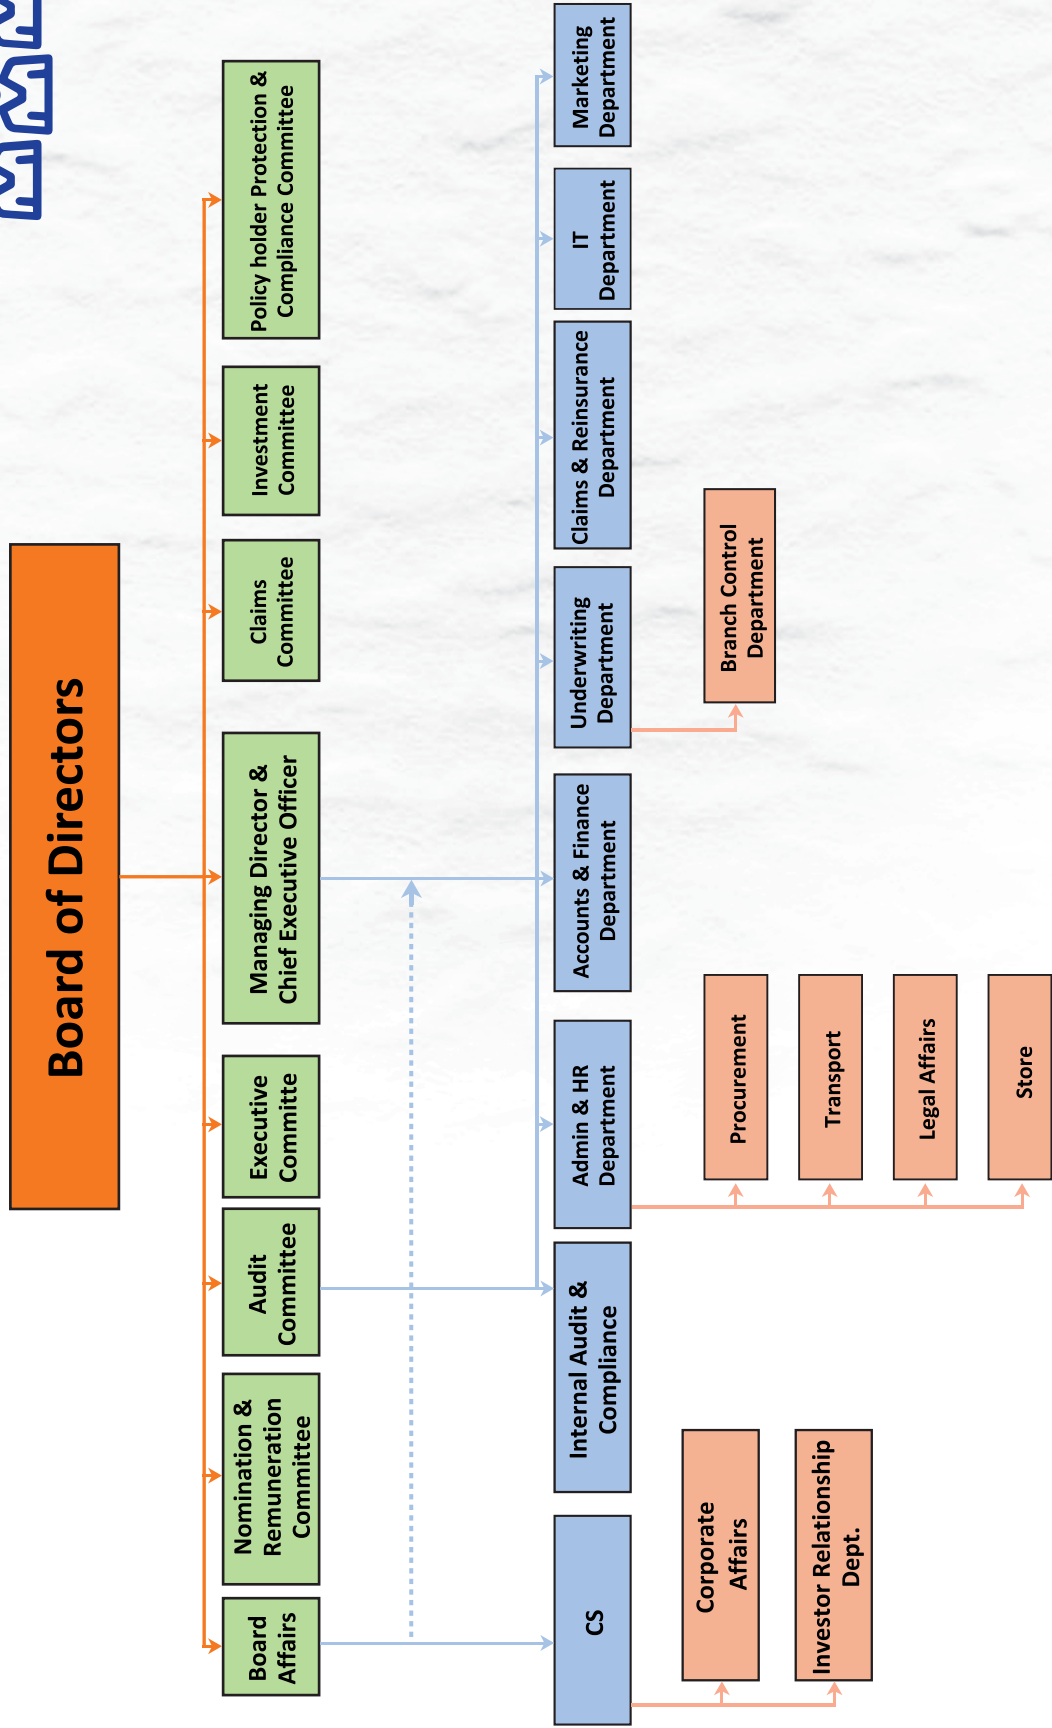 Board of Directors
Board
Affairs
Nomination &
Remuneration
Committee
Audit
Committee
Executive
Committe
Managing Director &
Chief Executive Officer
Claims
Committee
Investment
Committee
Policy holder Protection &
Compliance Committee
CS
Internal Audit &
Compliance
Admin & HR
Department
Accounts & Finance
Department
Underwriting
Department
Claims & Reinsurance
Department
IT
Department
Marketing
Department
Corporate
Affairs
Investor Relationship
Dept.
Procurement
Transport
Legal Affairs
Store
Branch Control
Department